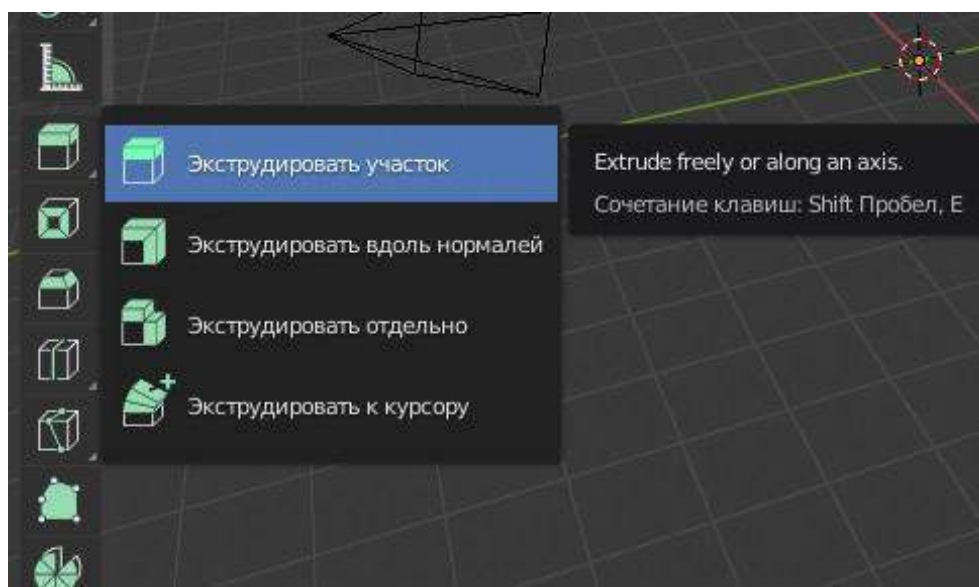 Экструдировать участок
Extrude freely or along an axis.
Сочетание клавиш: Shift Пробел, E
Экструдировать вдоль нормалей
Экструдировать отдельно
Экструдировать к курсору